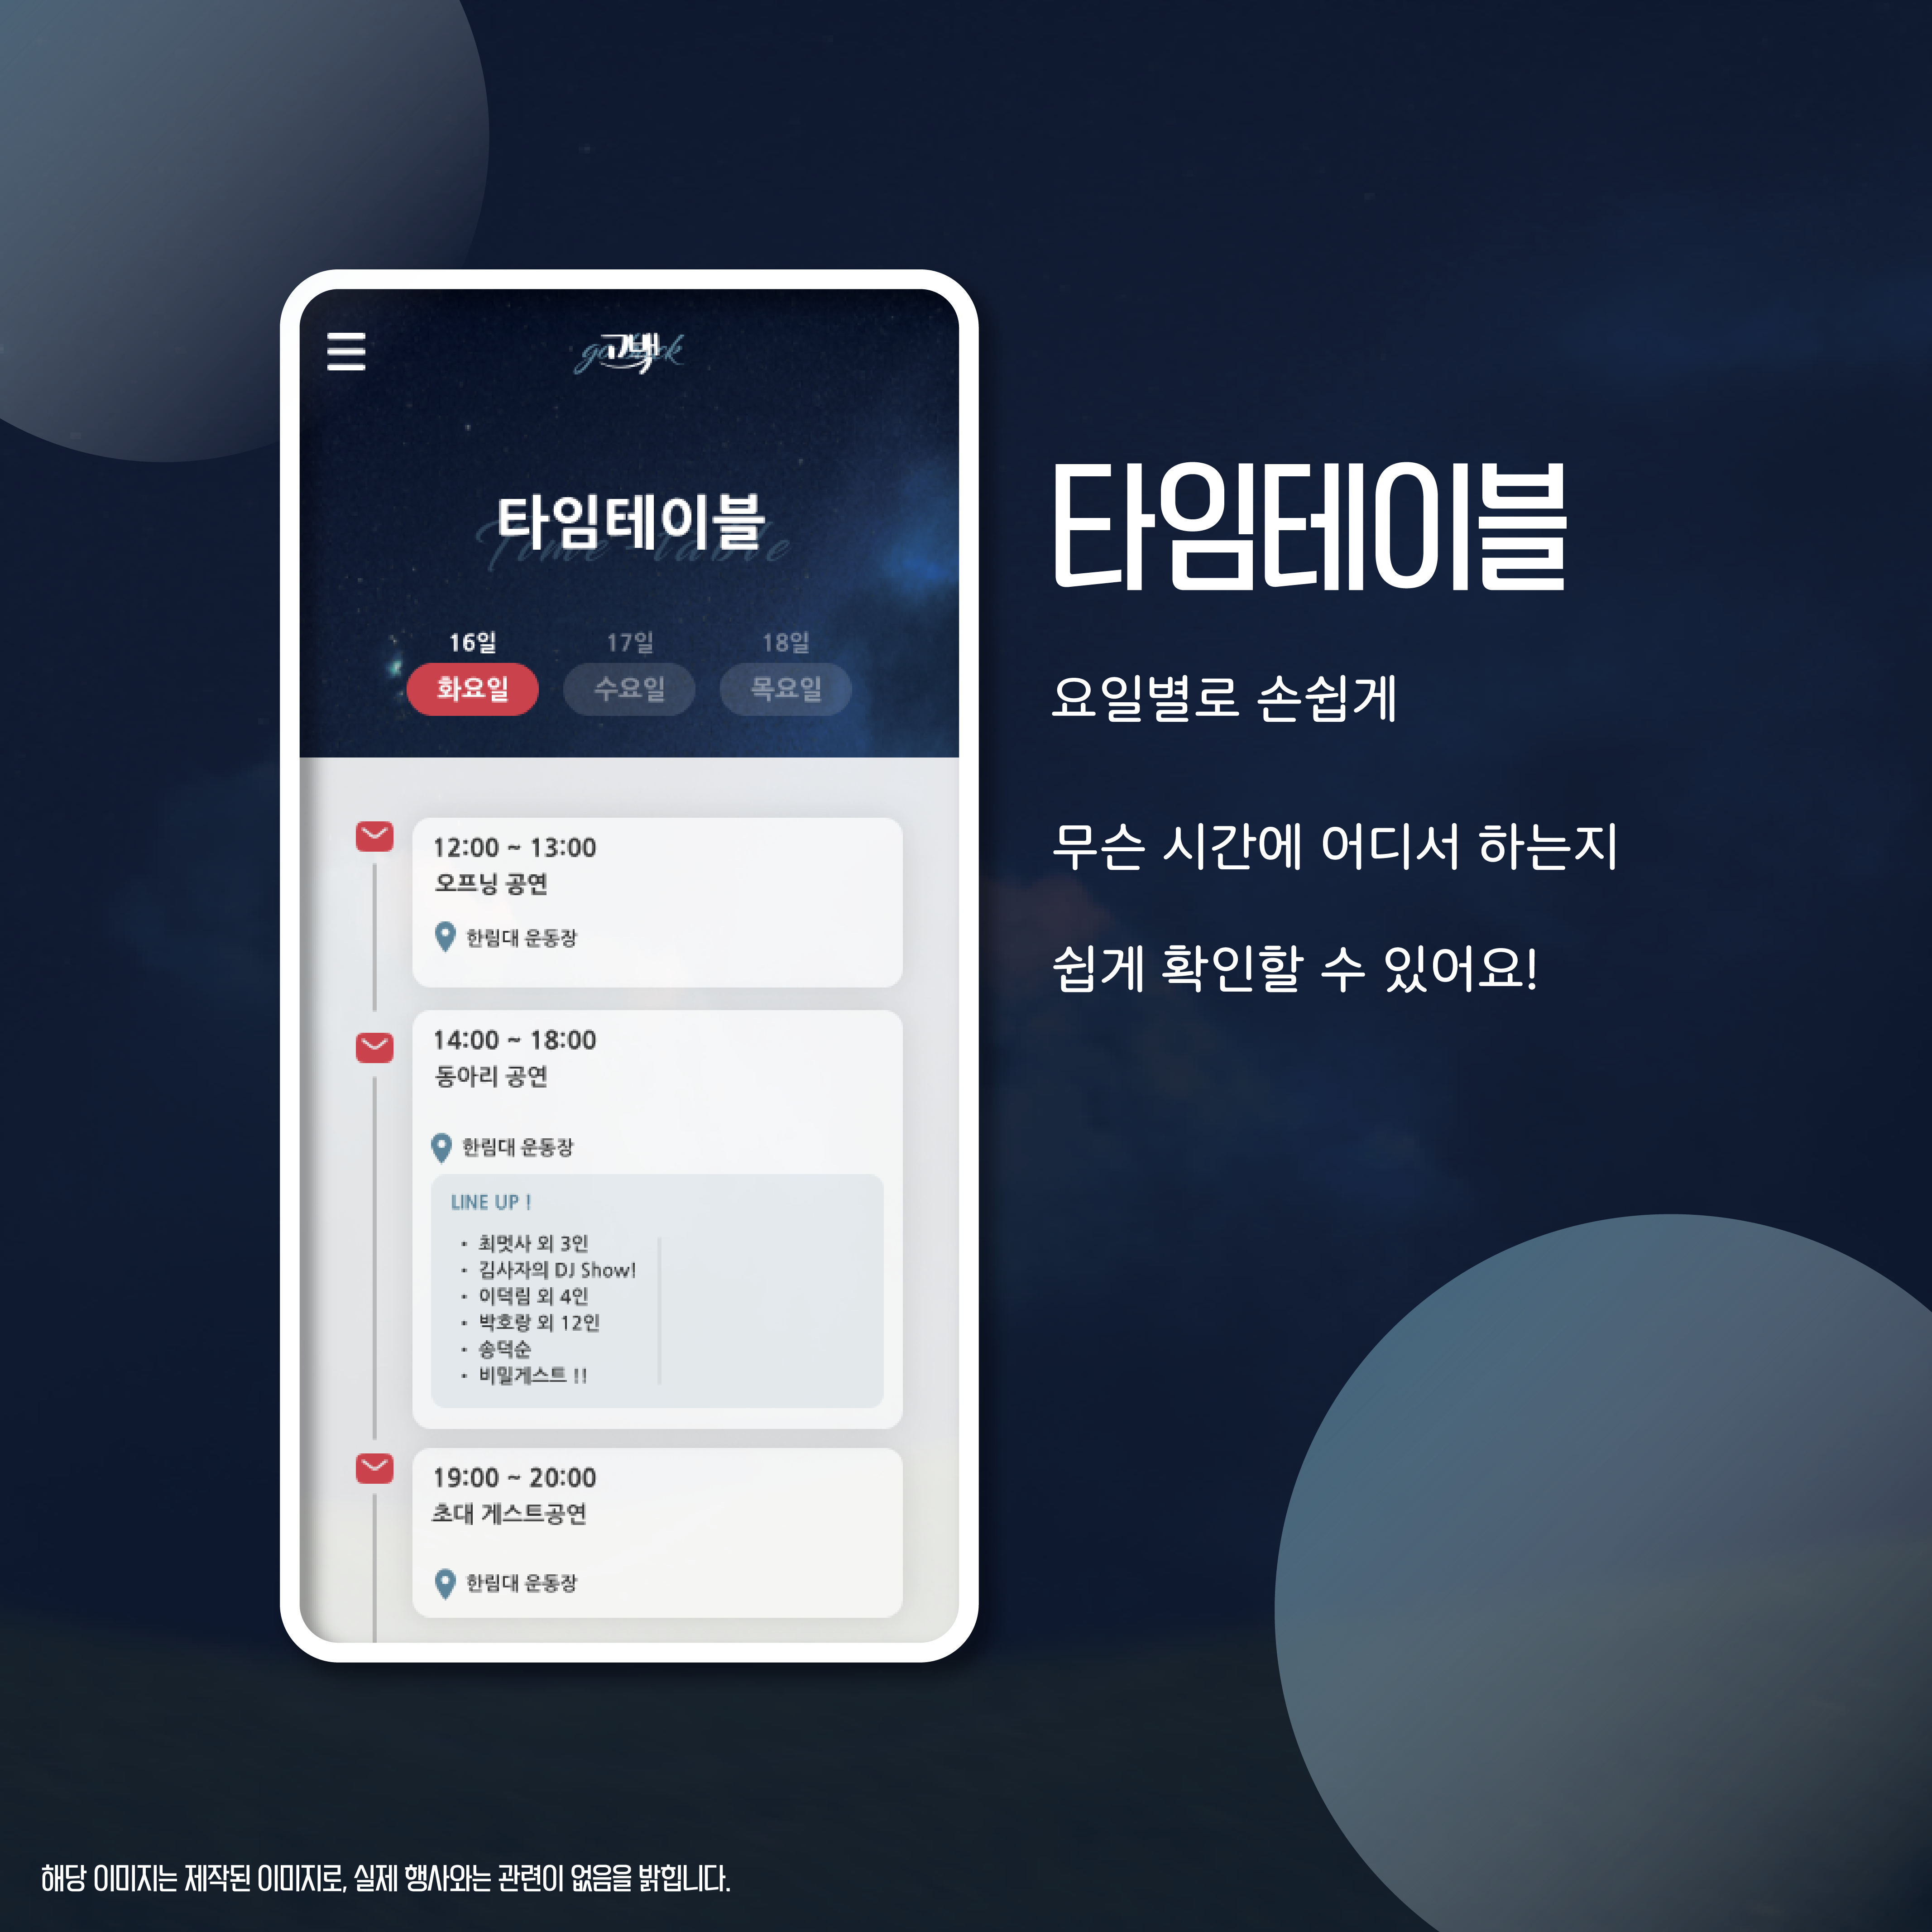 고백
go back
타임테이블
Time-table
16일 17일 18일
화요일 수요일 목요일
12:00 ~ 13:00
오프닝 공연
한림대 운동장
14:00 ~ 18:00
동아리 공연
한림대 운동장
LINE UP !
• 최멋사 외 3인
• 김사자의 DJ Show!
• 이덕림 외 4인
• 박호랑 외 12인
• 송덕순
• 비밀게스트 !!
19:00 ~ 20:00
초대 게스트공연
한림대 운동장
타임테이블
요일별로 손쉽게
무슨 시간에 어디서 하는지
쉽게 확인할 수 있어요!
해당 이미지는 제작된 이미지로, 실제 행사와는 관련이 없음을 밝힙니다.